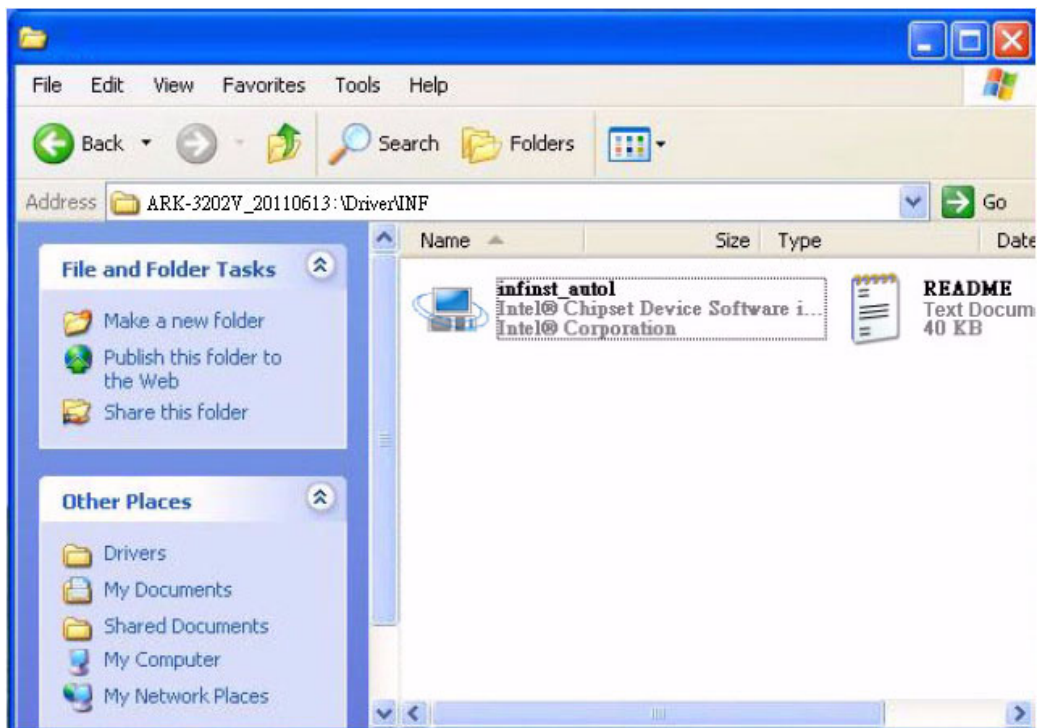 File Edit View Favorites Tools Help
Back Search Folders
Address ARK-3202V_20110613:\Driver\INF Go
Name Size Type Date
File and Folder Tasks
Make a new folder
Publish this folder to
the Web
Share this folder
Other Places
Drivers
My Documents
Shared Documents
My Computer
My Network Places
infinst_autol
Intel® Chipset Device Software i...
Intel® Corporation
README
Text Docum
40 KB